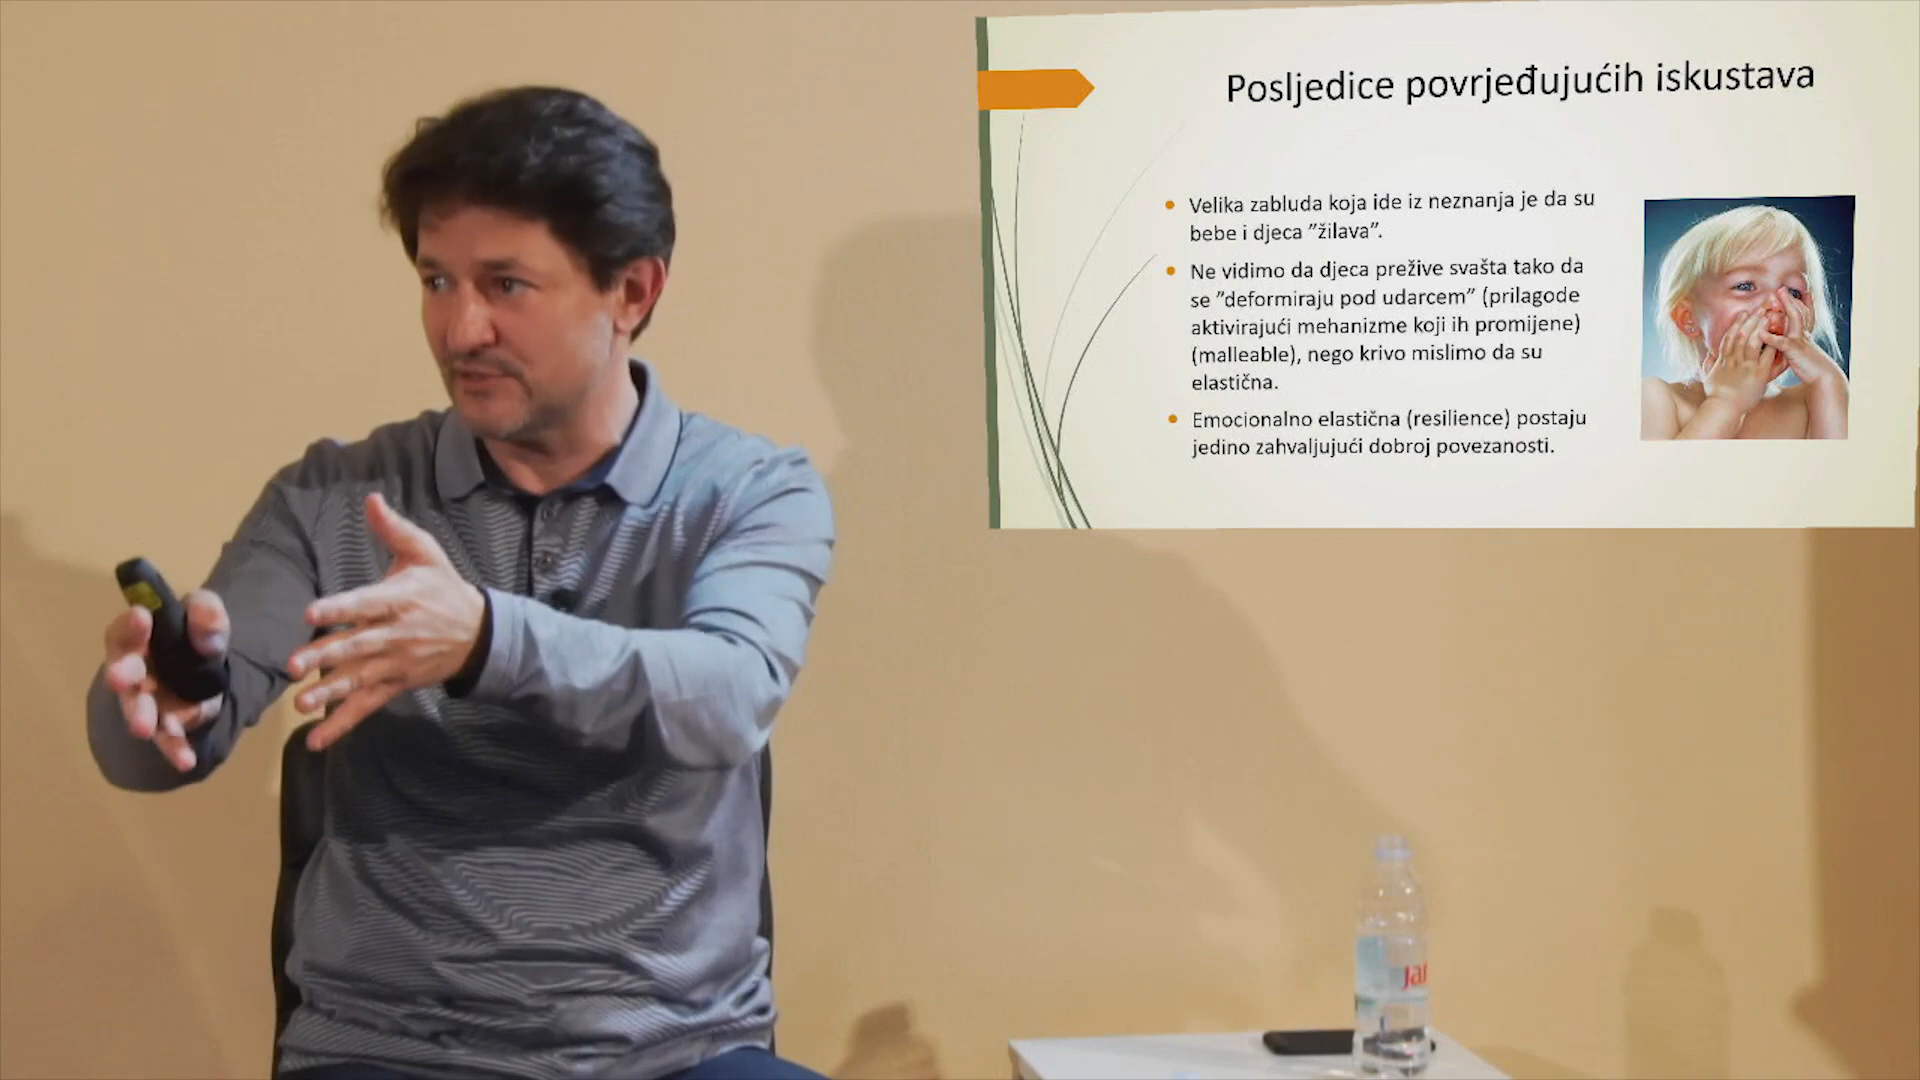 Posljedice povrjeđujućih iskustava
Velika zabluda koja ide iz neznanja je da su
bebe i djeca ”žilava”.
Ne vidimo da djeca prežive svašta tako da
se ”deformiraju pod udarcem” (prilagode
aktivirajući mehanizme koji ih promijene)
(malleable), nego krivo mislimo da su
elastična.
Emocionalno elastična (resilience) postaju
jedino zahvaljujući dobroj povezanosti.